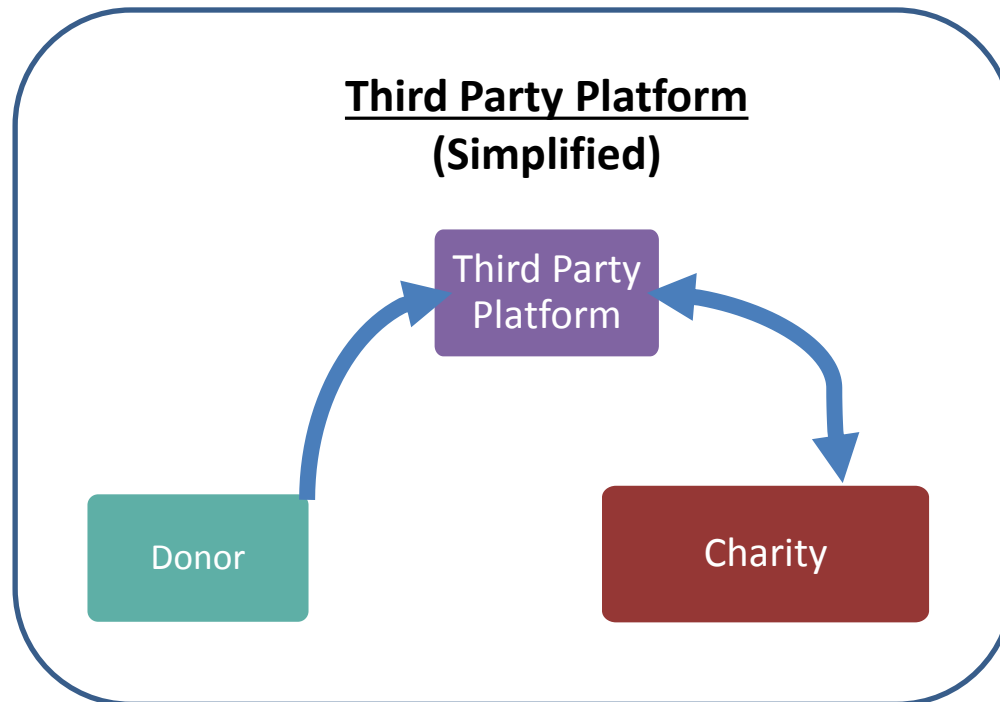 Third Party Platform
(Simplified)
Third Party
Platform
Donor
Charity